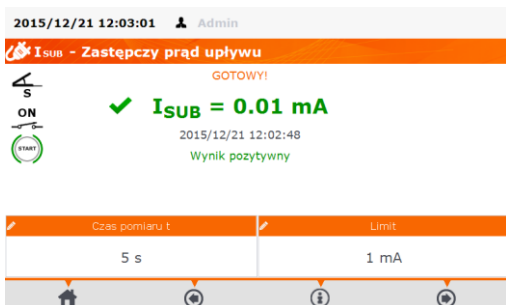 2015/12/21 12:03:01 Admin
ISUB - Zastępczy prąd upływu
GOTOWY!
S
ON
START
ISUB = 0.01 mA
2015/12/21 12:02:48
Wynik pozytywny
Czas pomiaru t
Limit
5 s
1 mA